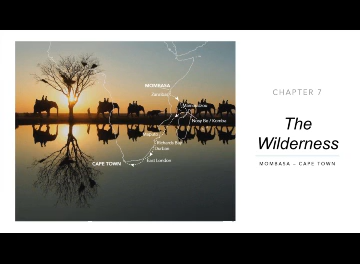 MOMBASA
Zanzibar
Mamoudzou
Nosy Be / Komba
Maputo
Richards Bay
Durban
East London
CAPE TOWN
CHAPTER 7
The
Wilderness
MOMBASA – CAPE TOWN